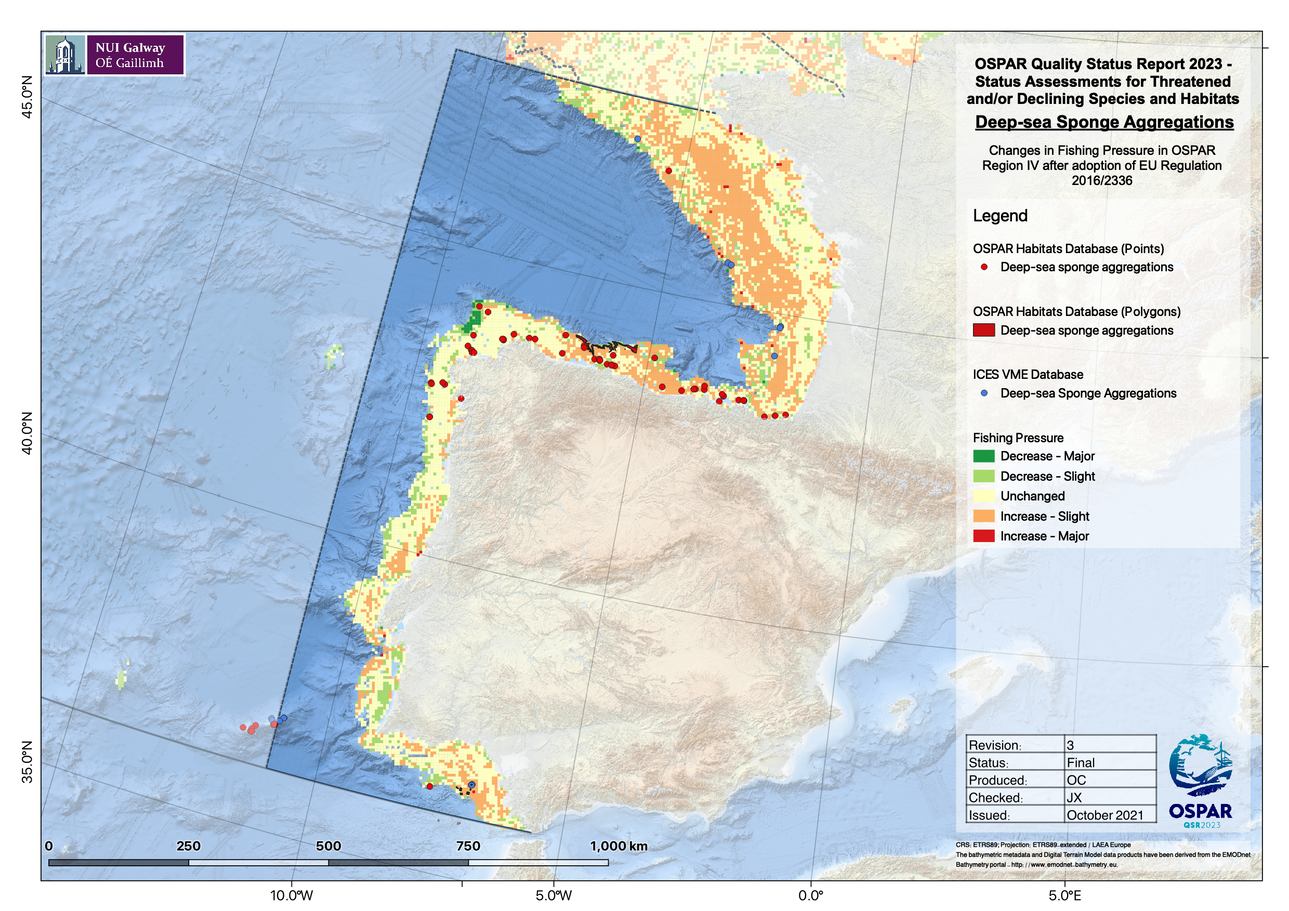 NUI Galway
OÉ Gaillimh
OSPAR Quality Status Report 2023 -
Status Assessments for Threatened
and/or Declining Species and Habitats
Deep-sea Sponge Aggregations
Changes in Fishing Pressure in OSPAR
Region IV after adoption of EU Regulation
2016/2336
Legend
OSPAR Habitats Database (Points)
Deep-sea sponge aggregations
OSPAR Habitats Database (Polygons)
Deep-sea sponge aggregations
ICES VME Database
Deep-sea Sponge Aggregations
Fishing Pressure
Decrease - Major
Decrease - Slight
Unchanged
Increase - Slight
Increase - Major
45.0°N
40.0°N
35.0°N
Revision: 3
Status: Final
Produced: OC
Checked: JX
Issued: October 2021
OSPAR
QSR2023
CRS: ETRS89; Projection: ETRS89-extended / LAEA Europe
The bathymetric metadata and Digital Terrain Model data products have been derived from the EMODnet
Bathymetry portal - http://www.emodnet-bathymetry.eu.
0 250 500 750 1,000 km
10.0°W 5.0°W 0.0° 5.0°E